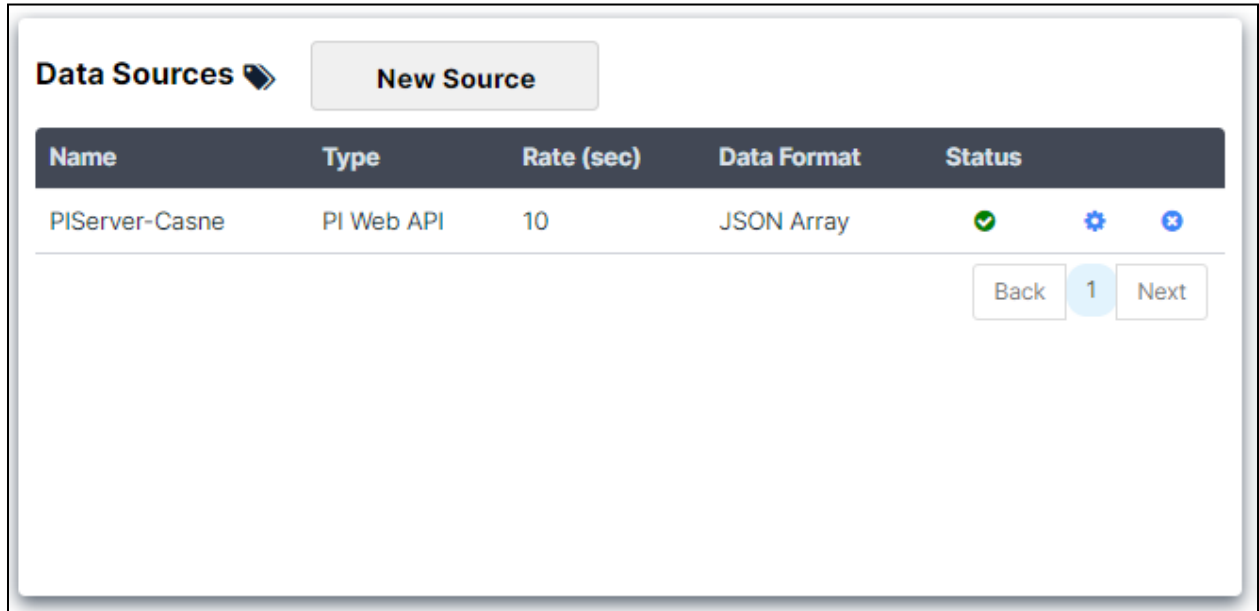 Data Sources
New Source
Name Type Rate (sec) Data Format Status
PIServer-Casne PI Web API 10 JSON Array
Back 1 Next